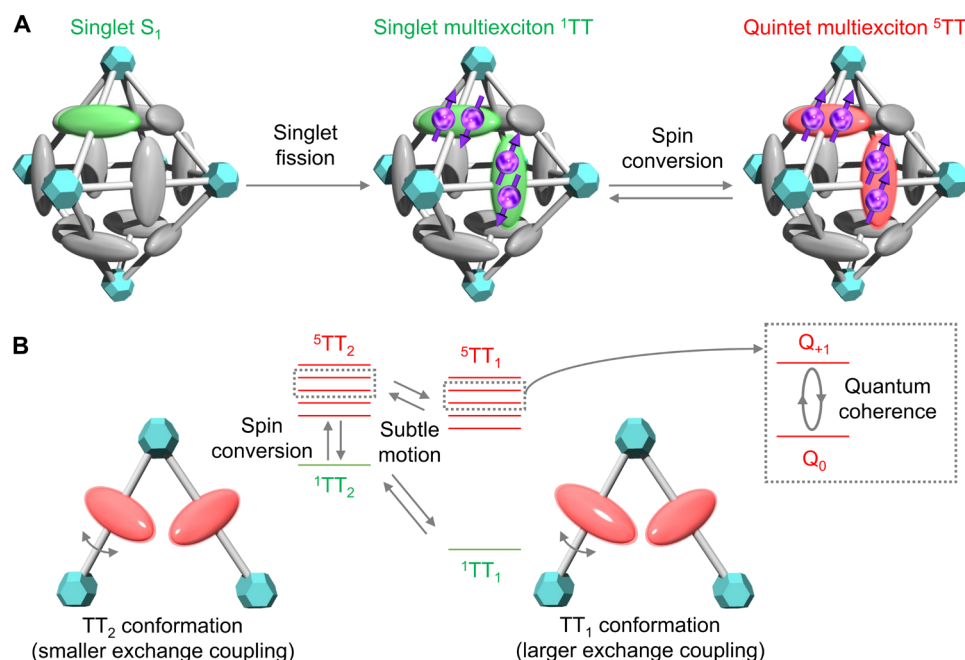 A
Singlet S₁
Singlet multiexciton ¹TT
Quintet multiexciton ⁵TT
Singlet
fission
Spin
conversion
B
⁵TT₂
⁵TT₁
Spin
conversion
Subtle
motion
¹TT₂
¹TT₁
Q₊₁
Quantum
coherence
Q₀
TT₂ conformation
(smaller exchange coupling)
TT₁ conformation
(larger exchange coupling)